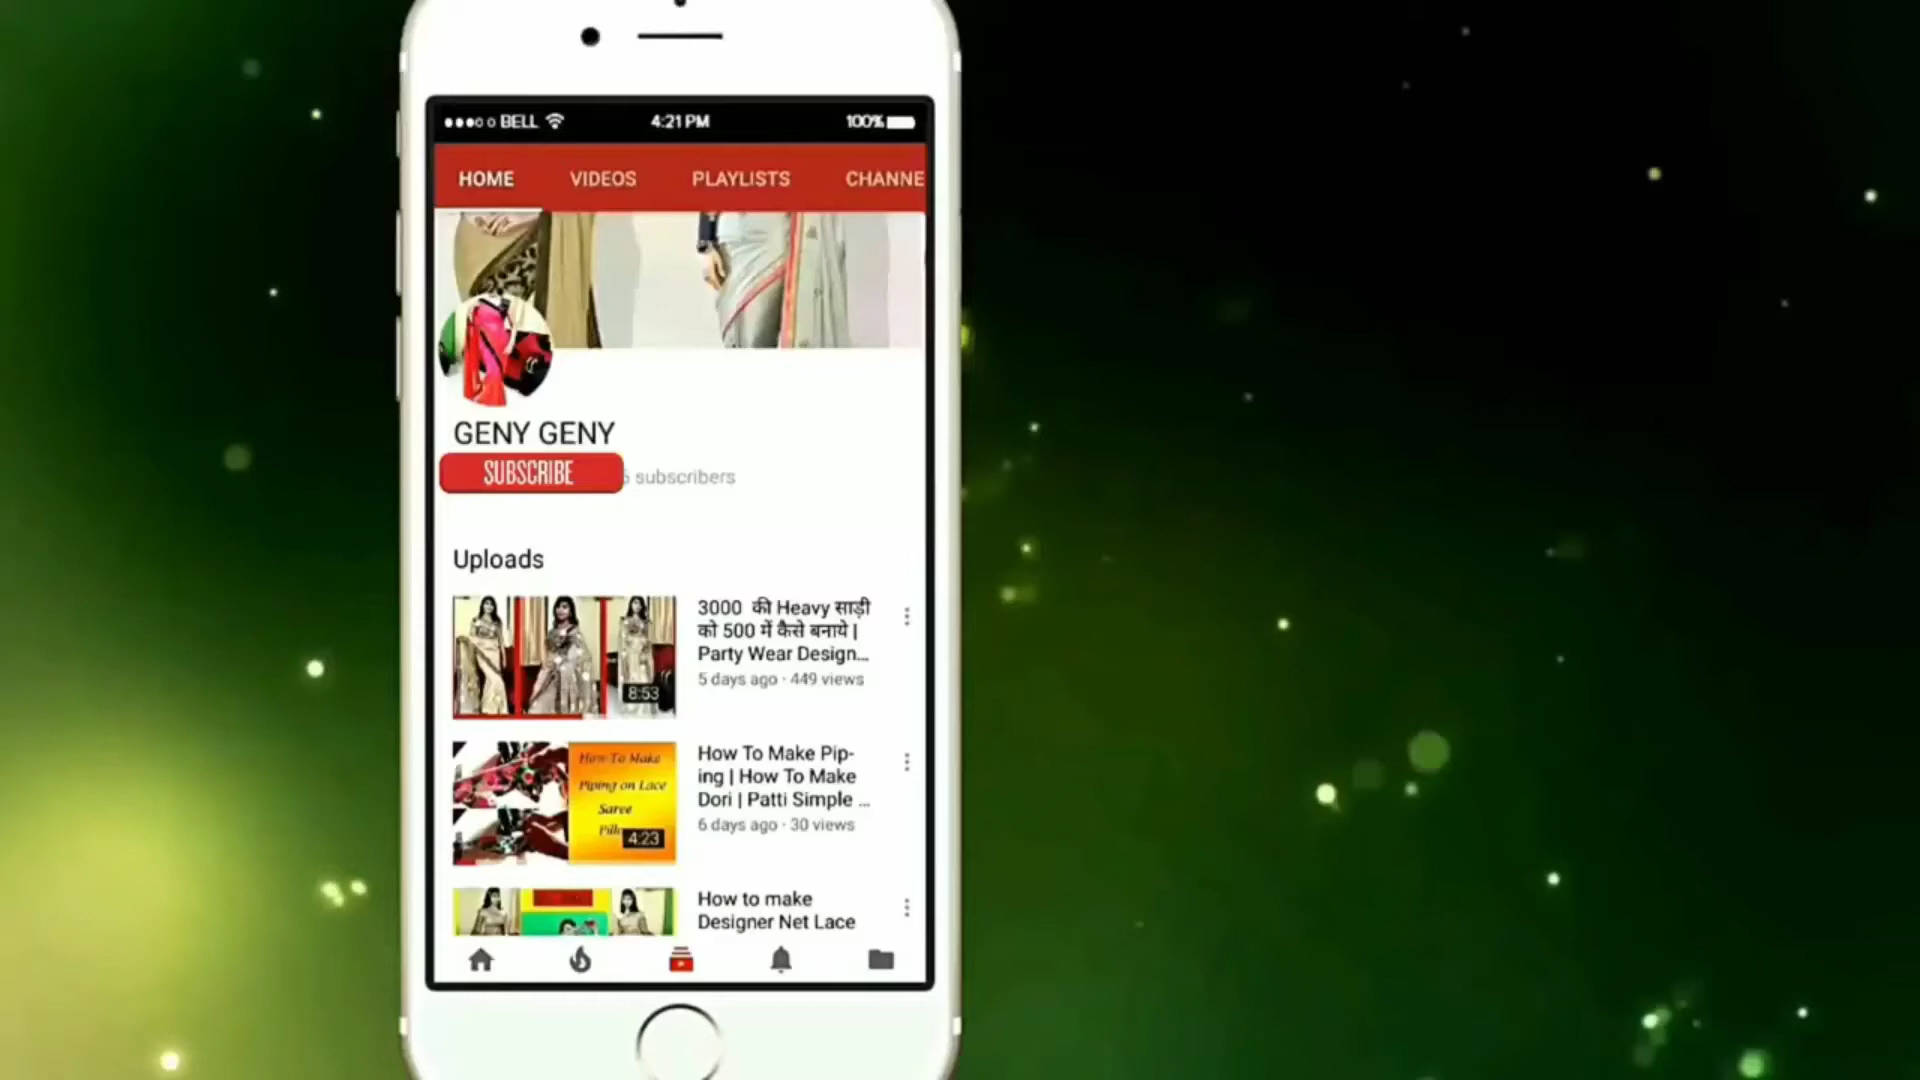 BELL 4:21 PM 100%
HOME VIDEOS PLAYLISTS CHANNE
GENY GENY
SUBSCRIBE subscribers
Uploads
3000 की Heavy साड़ी
को 500 में कैसे बनाये |
Party Wear Design...
5 days ago · 449 views
8:53
How To Make
Piping on Lace
Saree
4:23
How To Make Pip-
ing | How To Make
Dori | Patti Simple ...
6 days ago · 30 views
How to make
Designer Net Lace